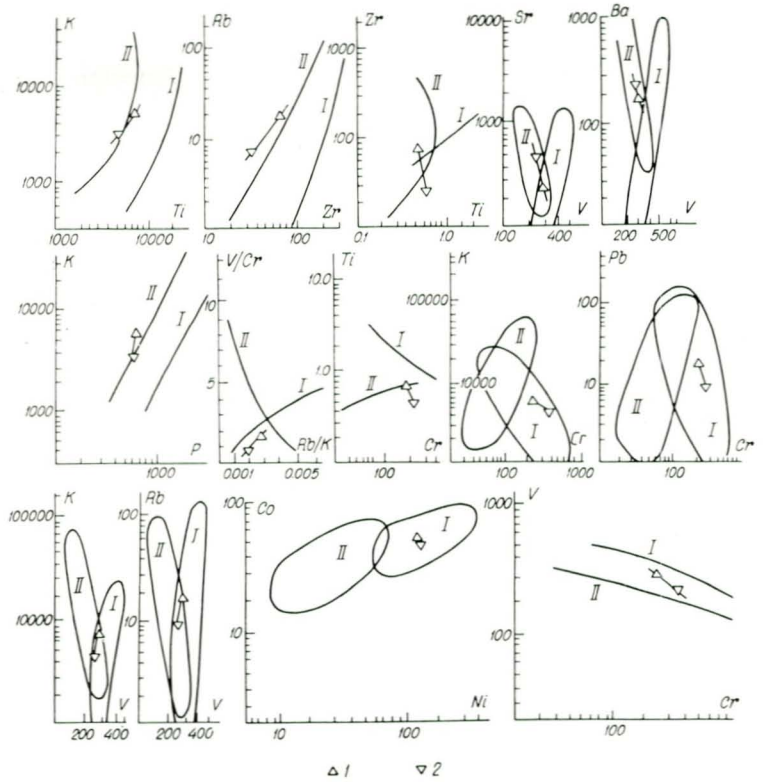 K Rb Zr Sr Ba
10000 1000
II 100 1000 II
10000 II II
I I 1000 I
I II I II
10 100 100
1000
Ti Zr Ti V V
1000 10000 10 100 0.1 1.0 100 400 200 500
K V/Cr Ti K Pb
10.0 100000
10000 II 10 I 100
II II
I
5 I 1.0 10000 10
II II
1000 I I
P Rb/K Cr Cr Cr
1000 0.001 0.005 100 100 1000 100
K Rb Co V
100000 100 100
II II I I I
II
I II
10000 10 10 100
V V Ni Cr
200 400 200 400 10 100 100
△ 1 ▽ 2